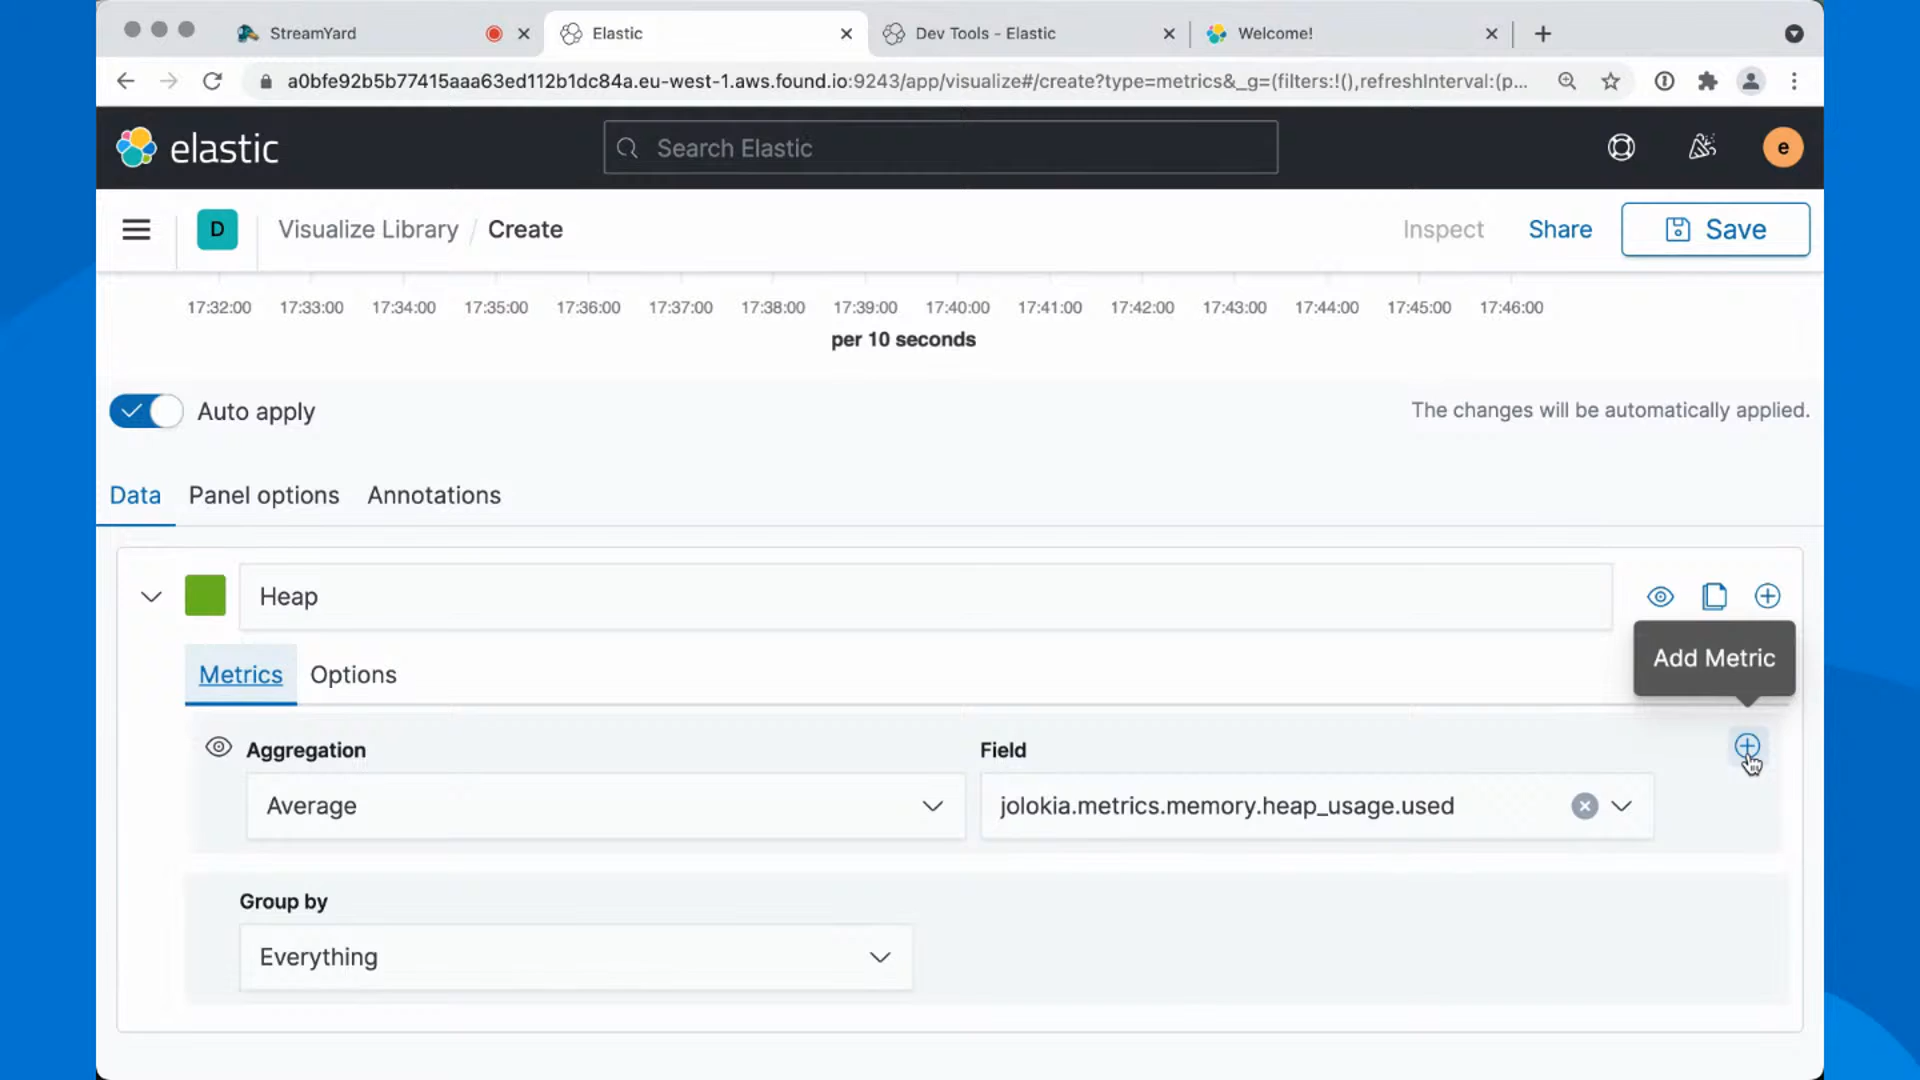 StreamYard
Elastic
Dev Tools - Elastic
Welcome!
a0bfe92b5b77415aaa63ed112b1dc84a.eu-west-1.aws.found.io:9243/app/visualize#/create?type=metrics&_g=(filters:!(),refreshInterval:(p...
elastic
Search Elastic
e
D
Visualize Library / Create
Inspect
Share
Save
17:32:00 17:33:00 17:34:00 17:35:00 17:36:00 17:37:00 17:38:00 17:39:00 17:40:00 17:41:00 17:42:00 17:43:00 17:44:00 17:45:00 17:46:00
per 10 seconds
Auto apply
The changes will be automatically applied.
Data
Panel options
Annotations
Heap
Add Metric
Metrics
Options
Aggregation
Field
Average
jolokia.metrics.memory.heap_usage.used
Group by
Everything